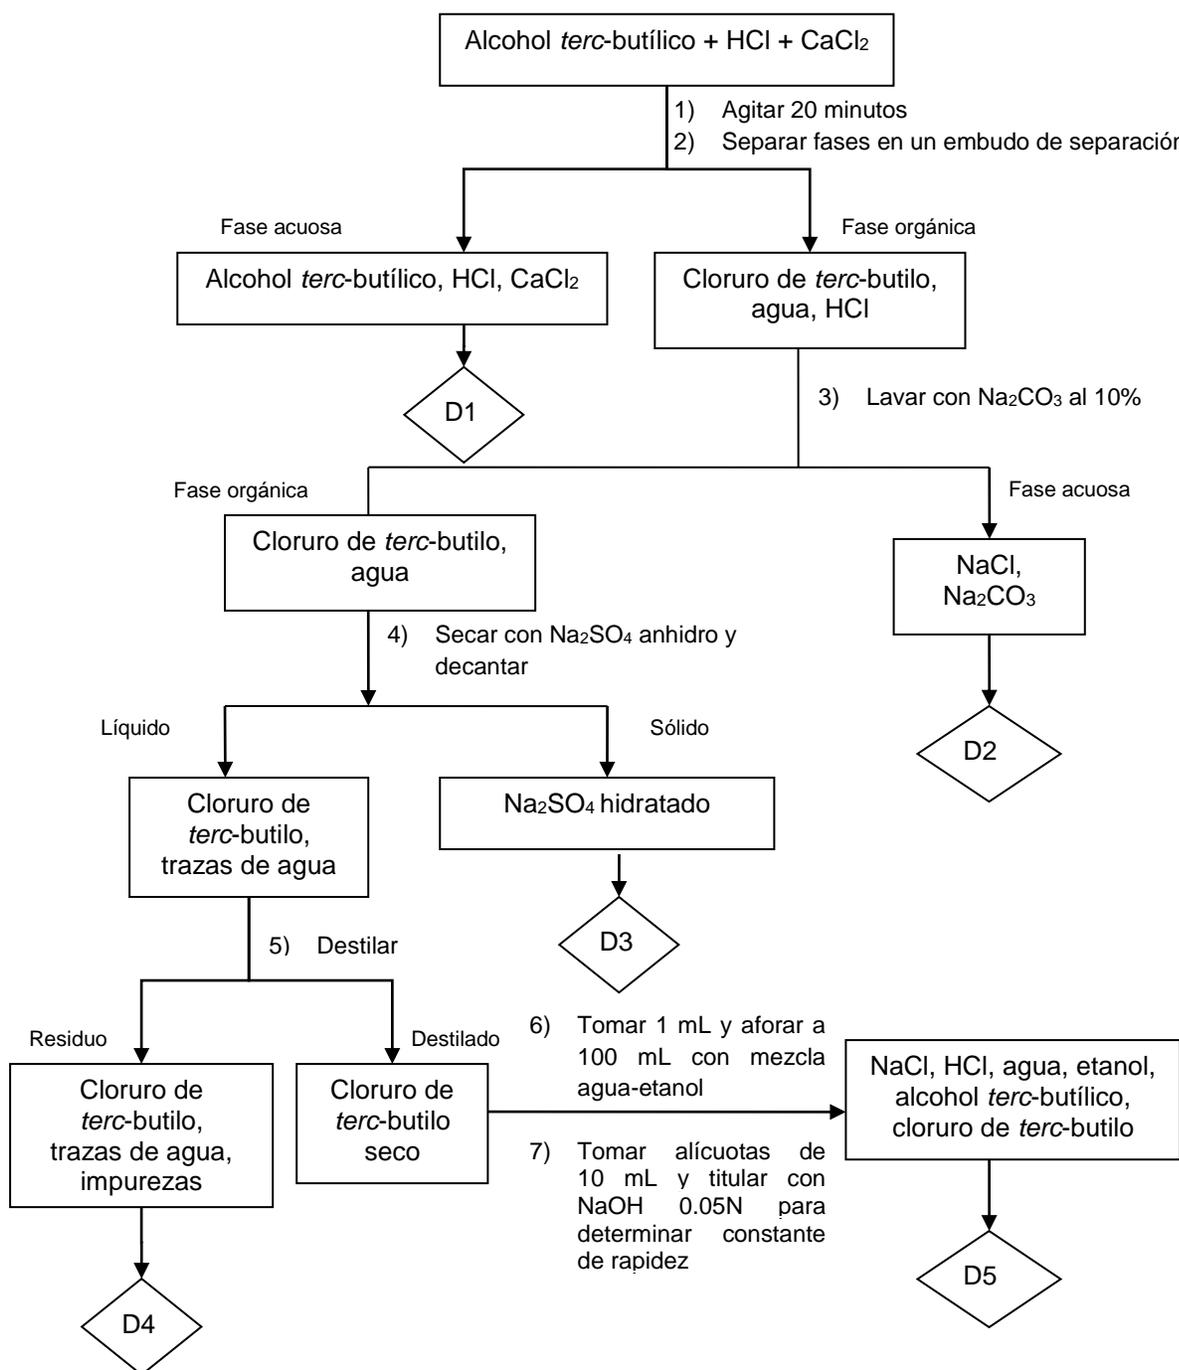 Alcohol terc-butílico + HCl + CaCl₂
1) Agitar 20 minutos
2) Separar fases en un embudo de separación
Fase acuosa
Fase orgánica
Alcohol terc-butílico, HCl, CaCl₂
Cloruro de terc-butilo,
agua, HCl
D1
3) Lavar con Na₂CO₃ al 10%
Fase orgánica
Fase acuosa
Cloruro de terc-butilo,
agua
NaCl,
Na₂CO₃
4) Secar con Na₂SO₄ anhidro y
decantar
D2
Líquido
Sólido
Cloruro de
terc-butilo,
trazas de agua
Na₂SO₄ hidratado
D3
5) Destilar
Residuo
Destilado
Cloruro de
terc-butilo,
trazas de agua,
impurezas
Cloruro de
terc-butilo
seco
6) Tomar 1 mL y aforar a
100 mL con mezcla
agua-etanol
7) Tomar alícuotas de
10 mL y titular con
NaOH 0.05N para
determinar constante
de rapidez
NaCl, HCl, agua, etanol,
alcohol terc-butílico,
cloruro de terc-butilo
D4
D5